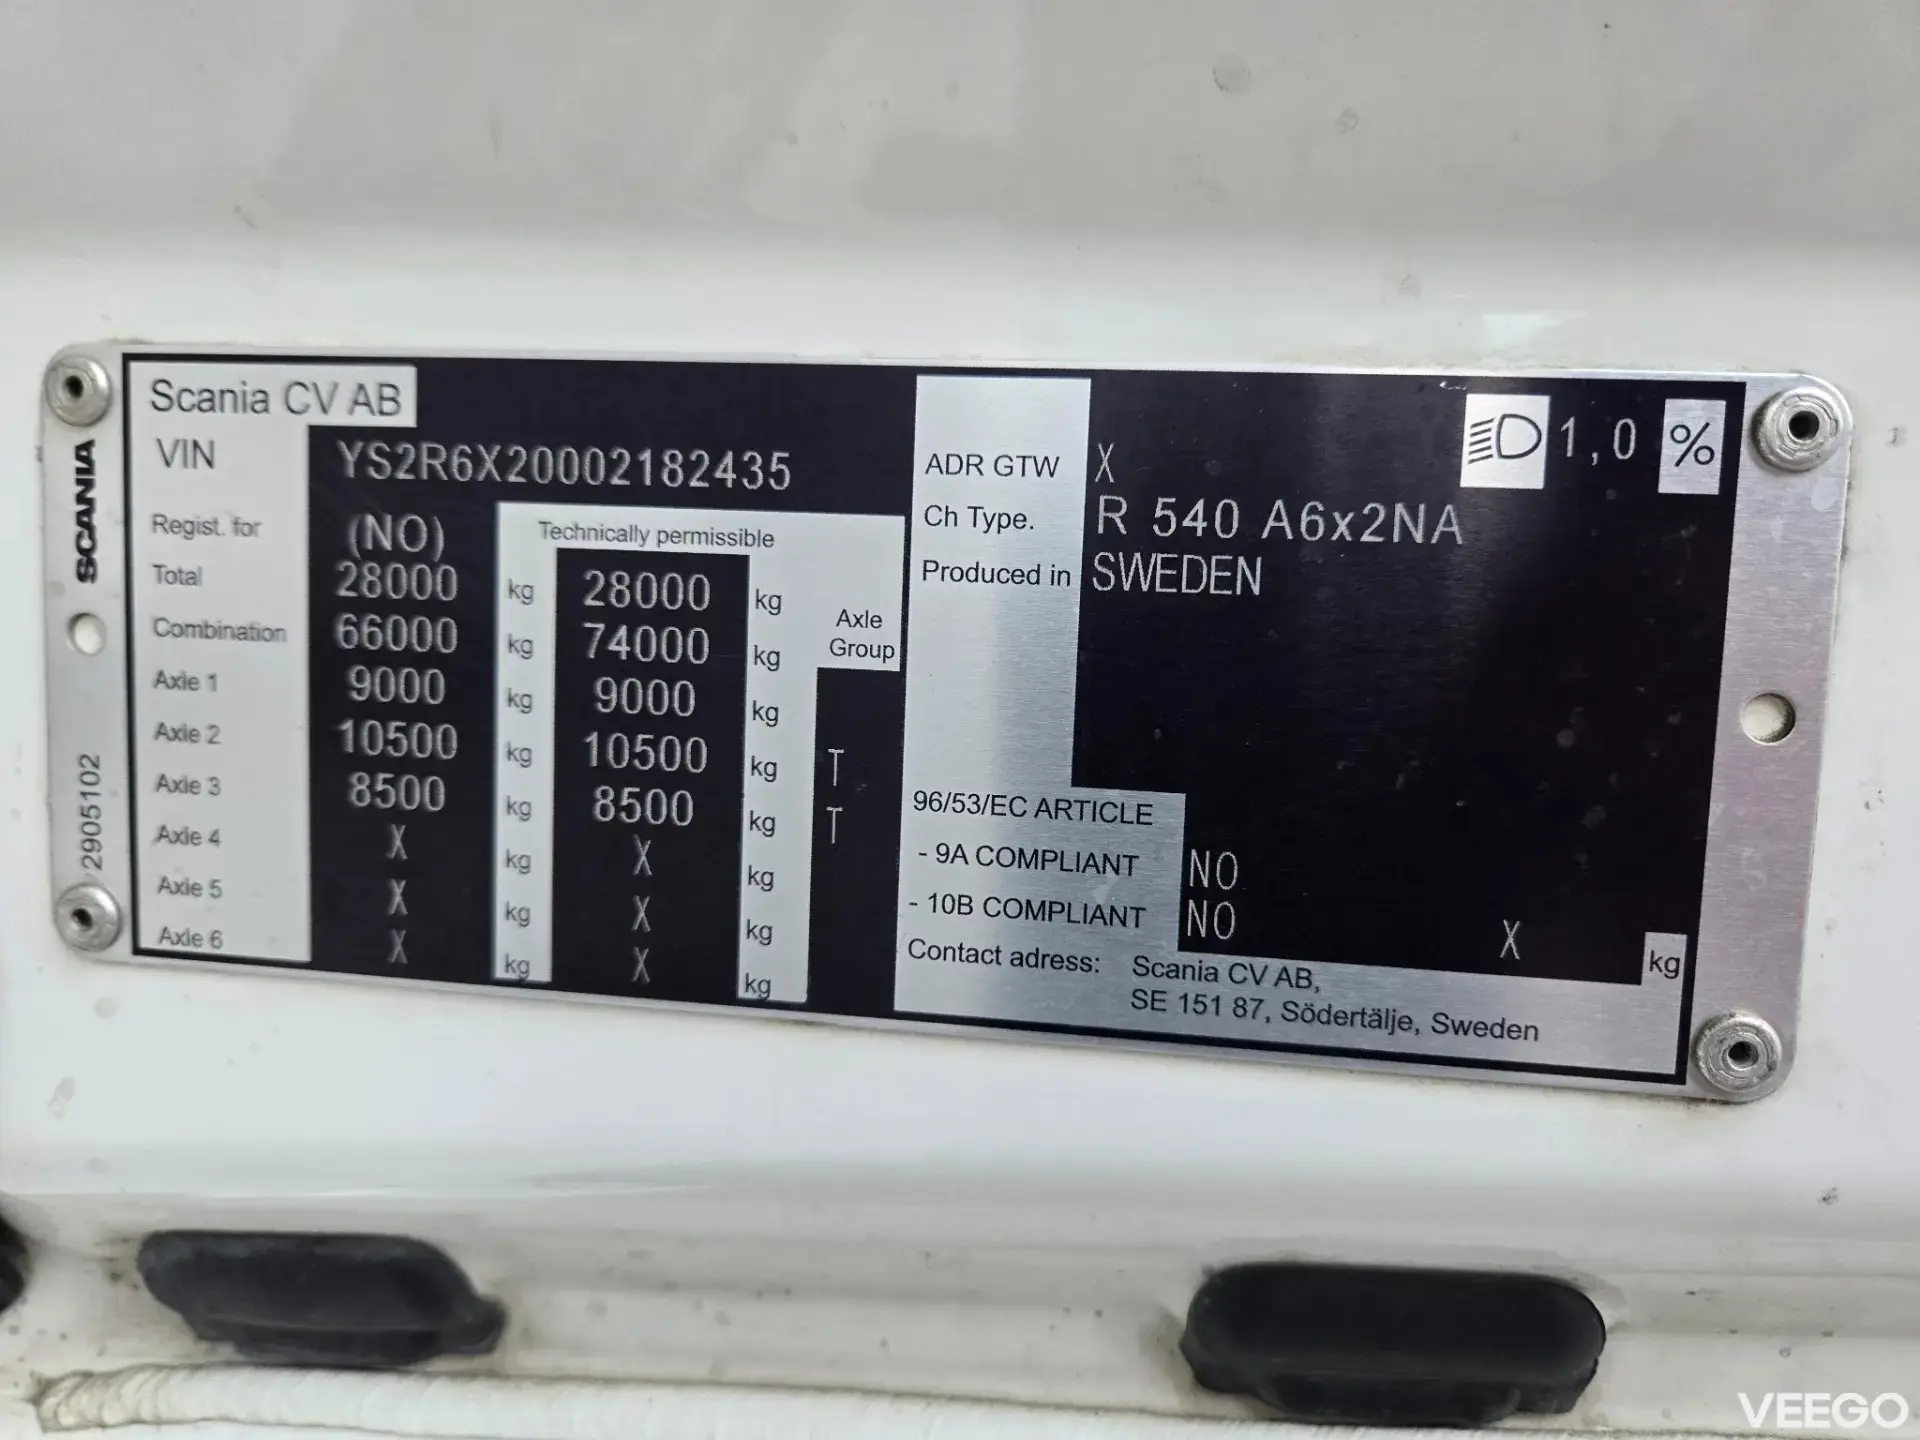 Scania CV AB
VIN YS2R6X20002182435
Regist. for (NO) Technically permissible
Total 28000 kg 28000 kg
Combination 66000 kg 74000 kg Axle Group
Axle 1 9000 kg 9000 kg
Axle 2 10500 kg 10500 kg T
Axle 3 8500 kg 8500 kg T
Axle 4 X kg X kg
Axle 5 X kg X kg
Axle 6 X kg X kg
SCANIA
2905102
1,0 %
ADR GTW X
Ch Type. R 540 A6x2NA
Produced in SWEDEN
96/53/EC ARTICLE
- 9A COMPLIANT NO
- 10B COMPLIANT NO X kg
Contact adress: Scania CV AB,
SE 151 87, Södertälje, Sweden
VEEGO